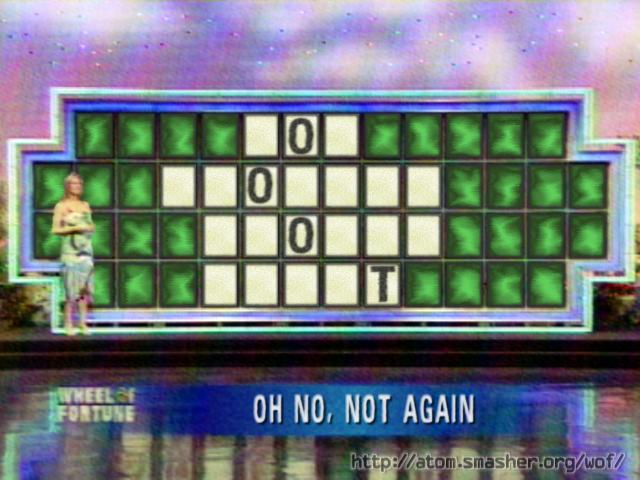 O
O
O
T
WHEEL OF
FORTUNE
OH NO, NOT AGAIN
http://atom.smasher.org/wof/